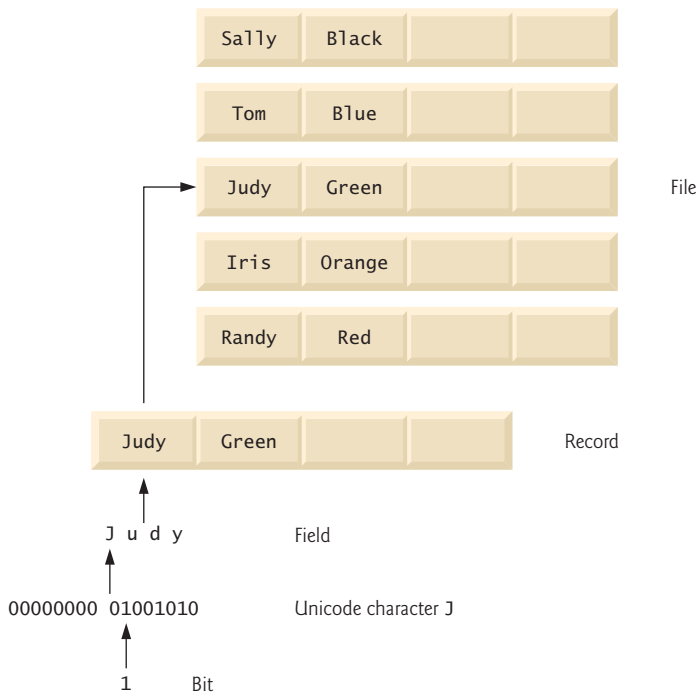 Sally Black
Tom Blue
Judy Green File
Iris Orange
Randy Red
Judy Green Record
J u d y Field
00000000 01001010 Unicode character J
1 Bit